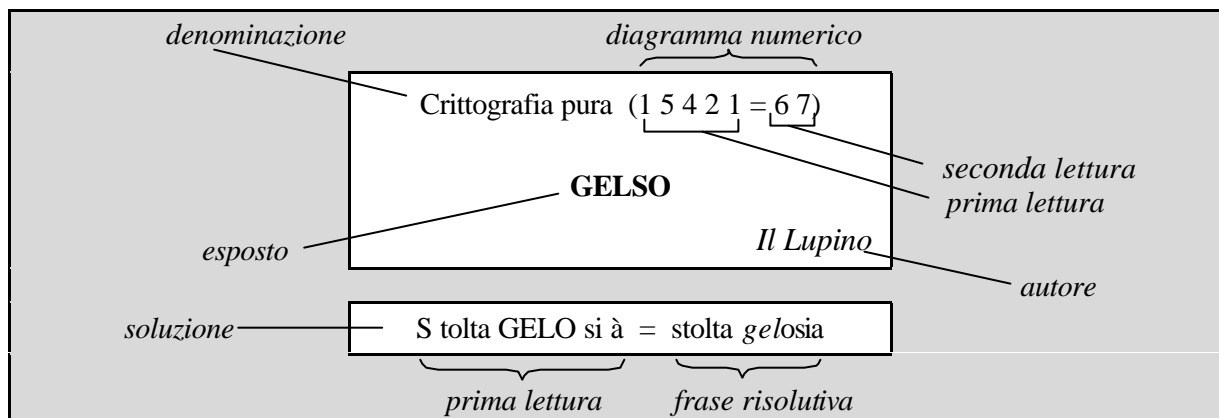 denominazione diagramma numerico
Crittografia pura (1 5 4 2 1 = 6 7)
seconda lettura
prima lettura
GELSO
Il Lupino
esposto
autore
soluzione
S tolta GELO si à = stolta gelosia
prima lettura frase risolutiva